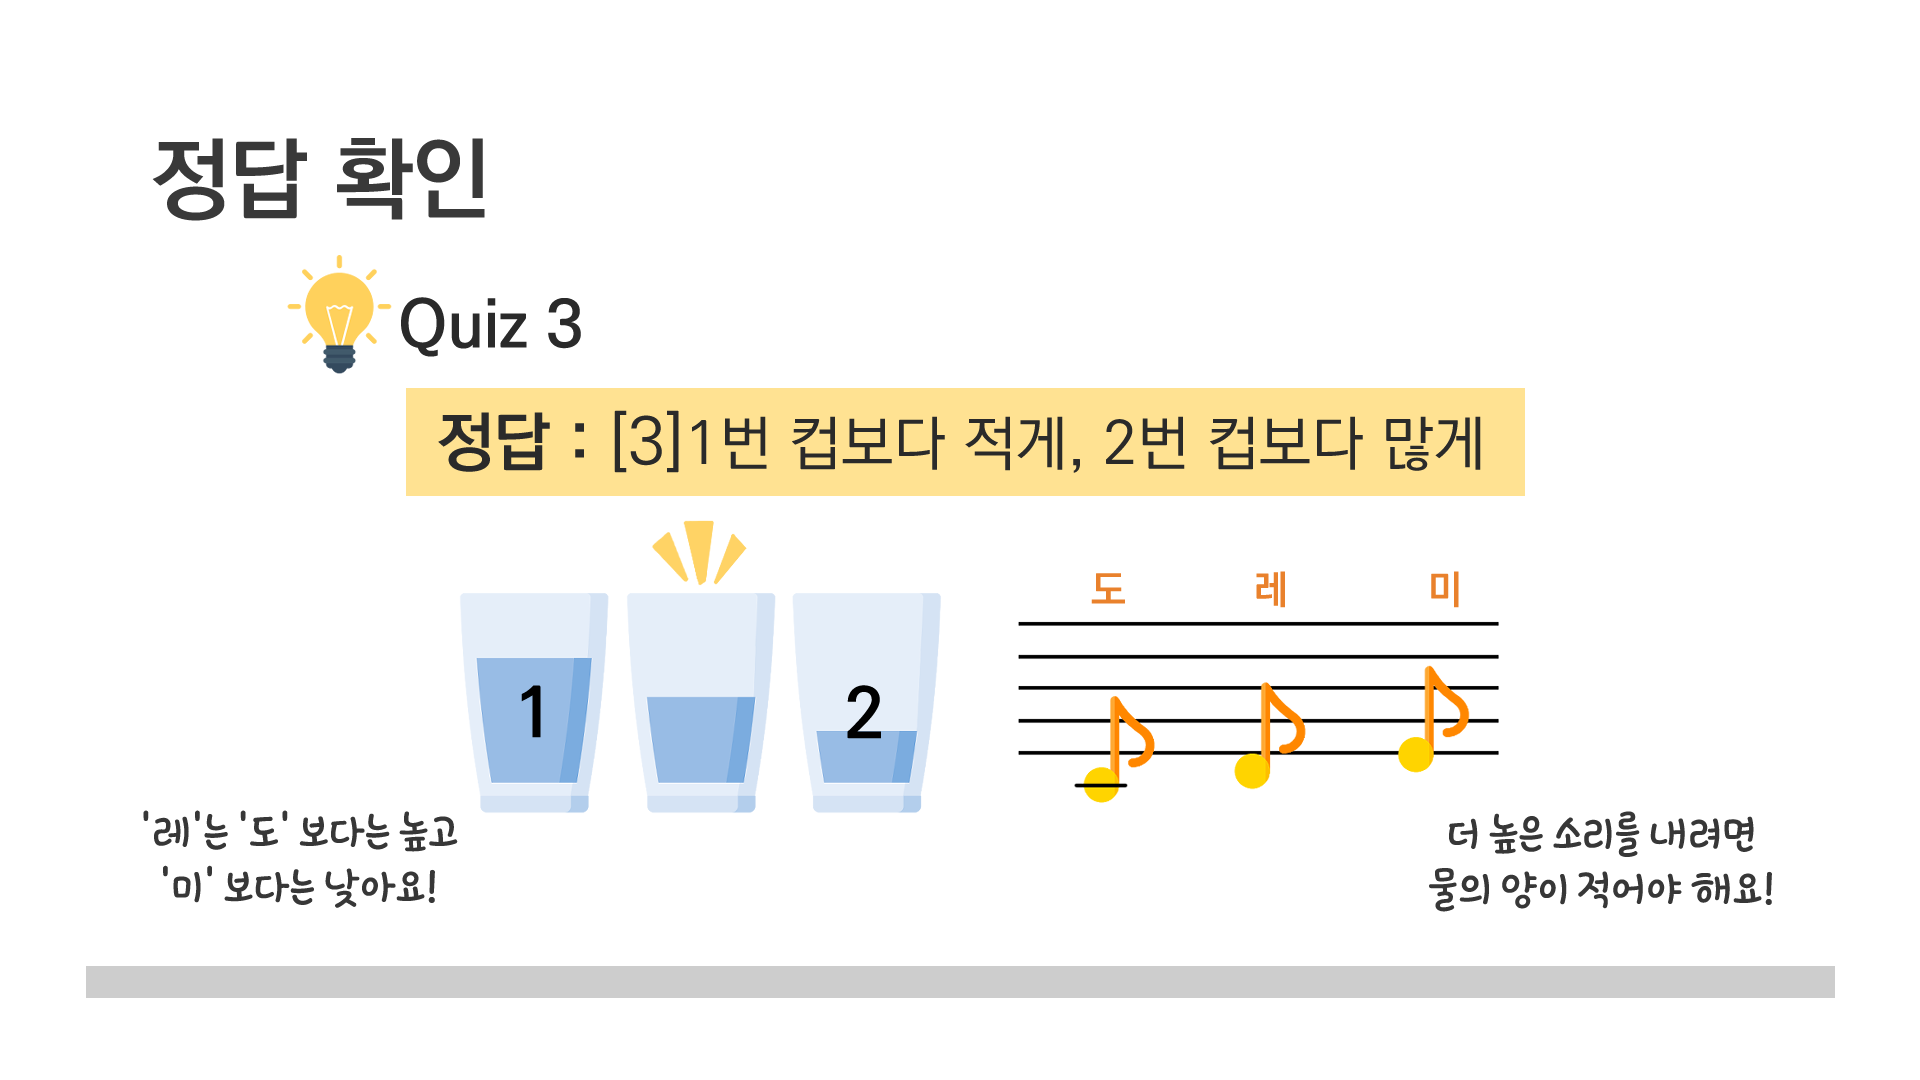 정답 확인
Quiz 3
정답 : [3]1번 컵보다 적게, 2번 컵보다 많게
1
2
도 레 미
'레'는 '도' 보다는 높고
'미' 보다는 낮아요!
더 높은 소리를 내려면
물의 양이 적어야 해요!